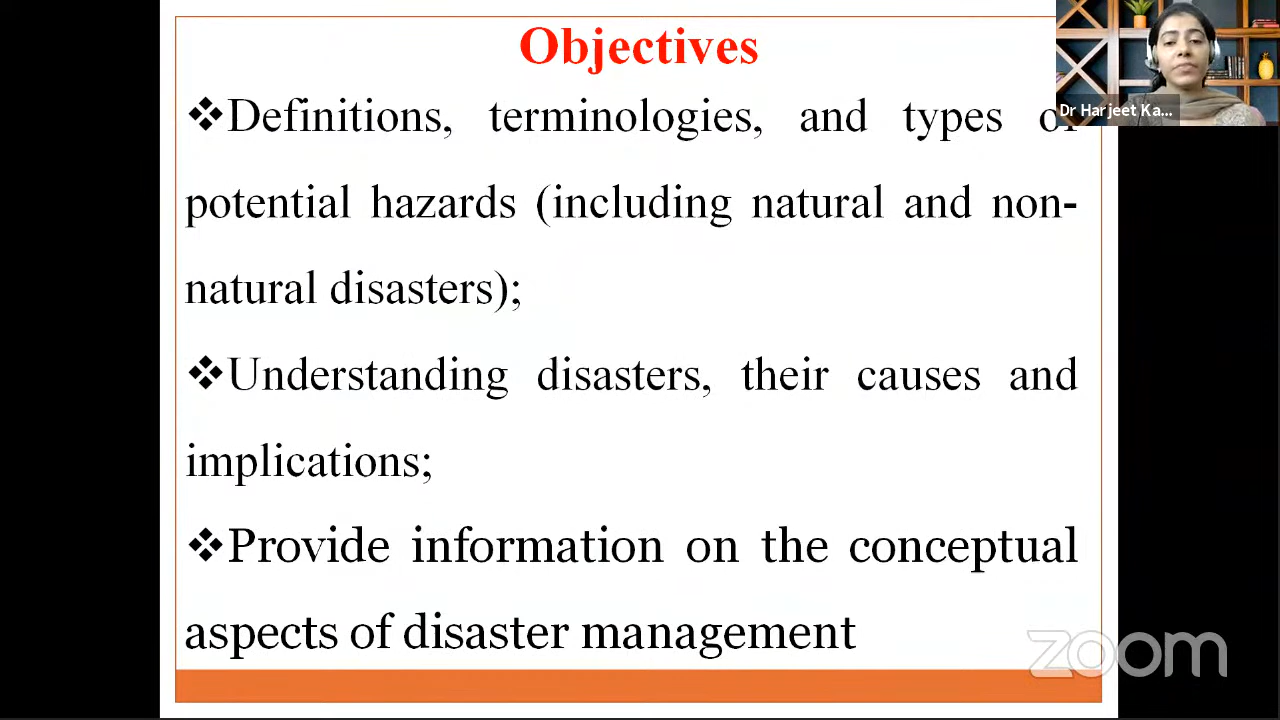 Objectives
❖Definitions, terminologies, and types of
potential hazards (including natural and non-
natural disasters);
❖Understanding disasters, their causes and
implications;
❖Provide information on the conceptual
aspects of disaster management
Dr Harjeet Ka...
zoom